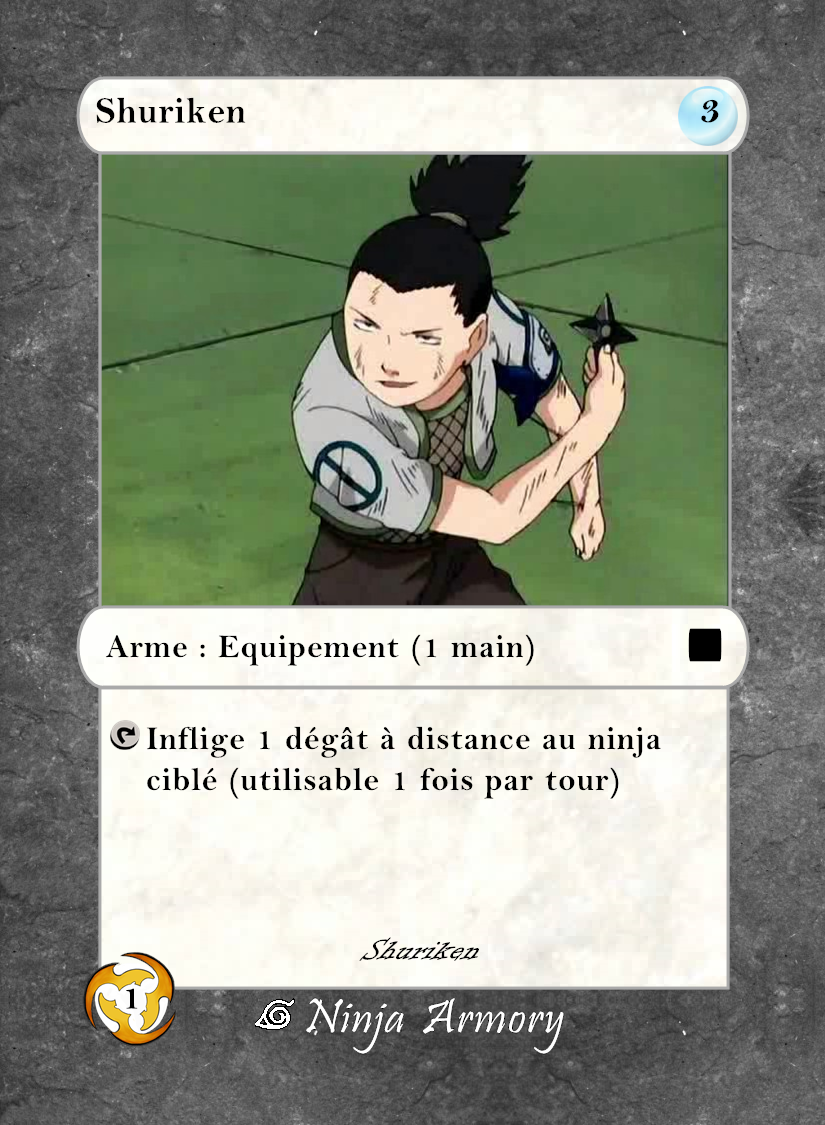 Shuriken
3
Arme : Equipement (1 main)
Inflige 1 dégât à distance au ninja
ciblé (utilisable 1 fois par tour)
Shuriken
1
Ninja Armory